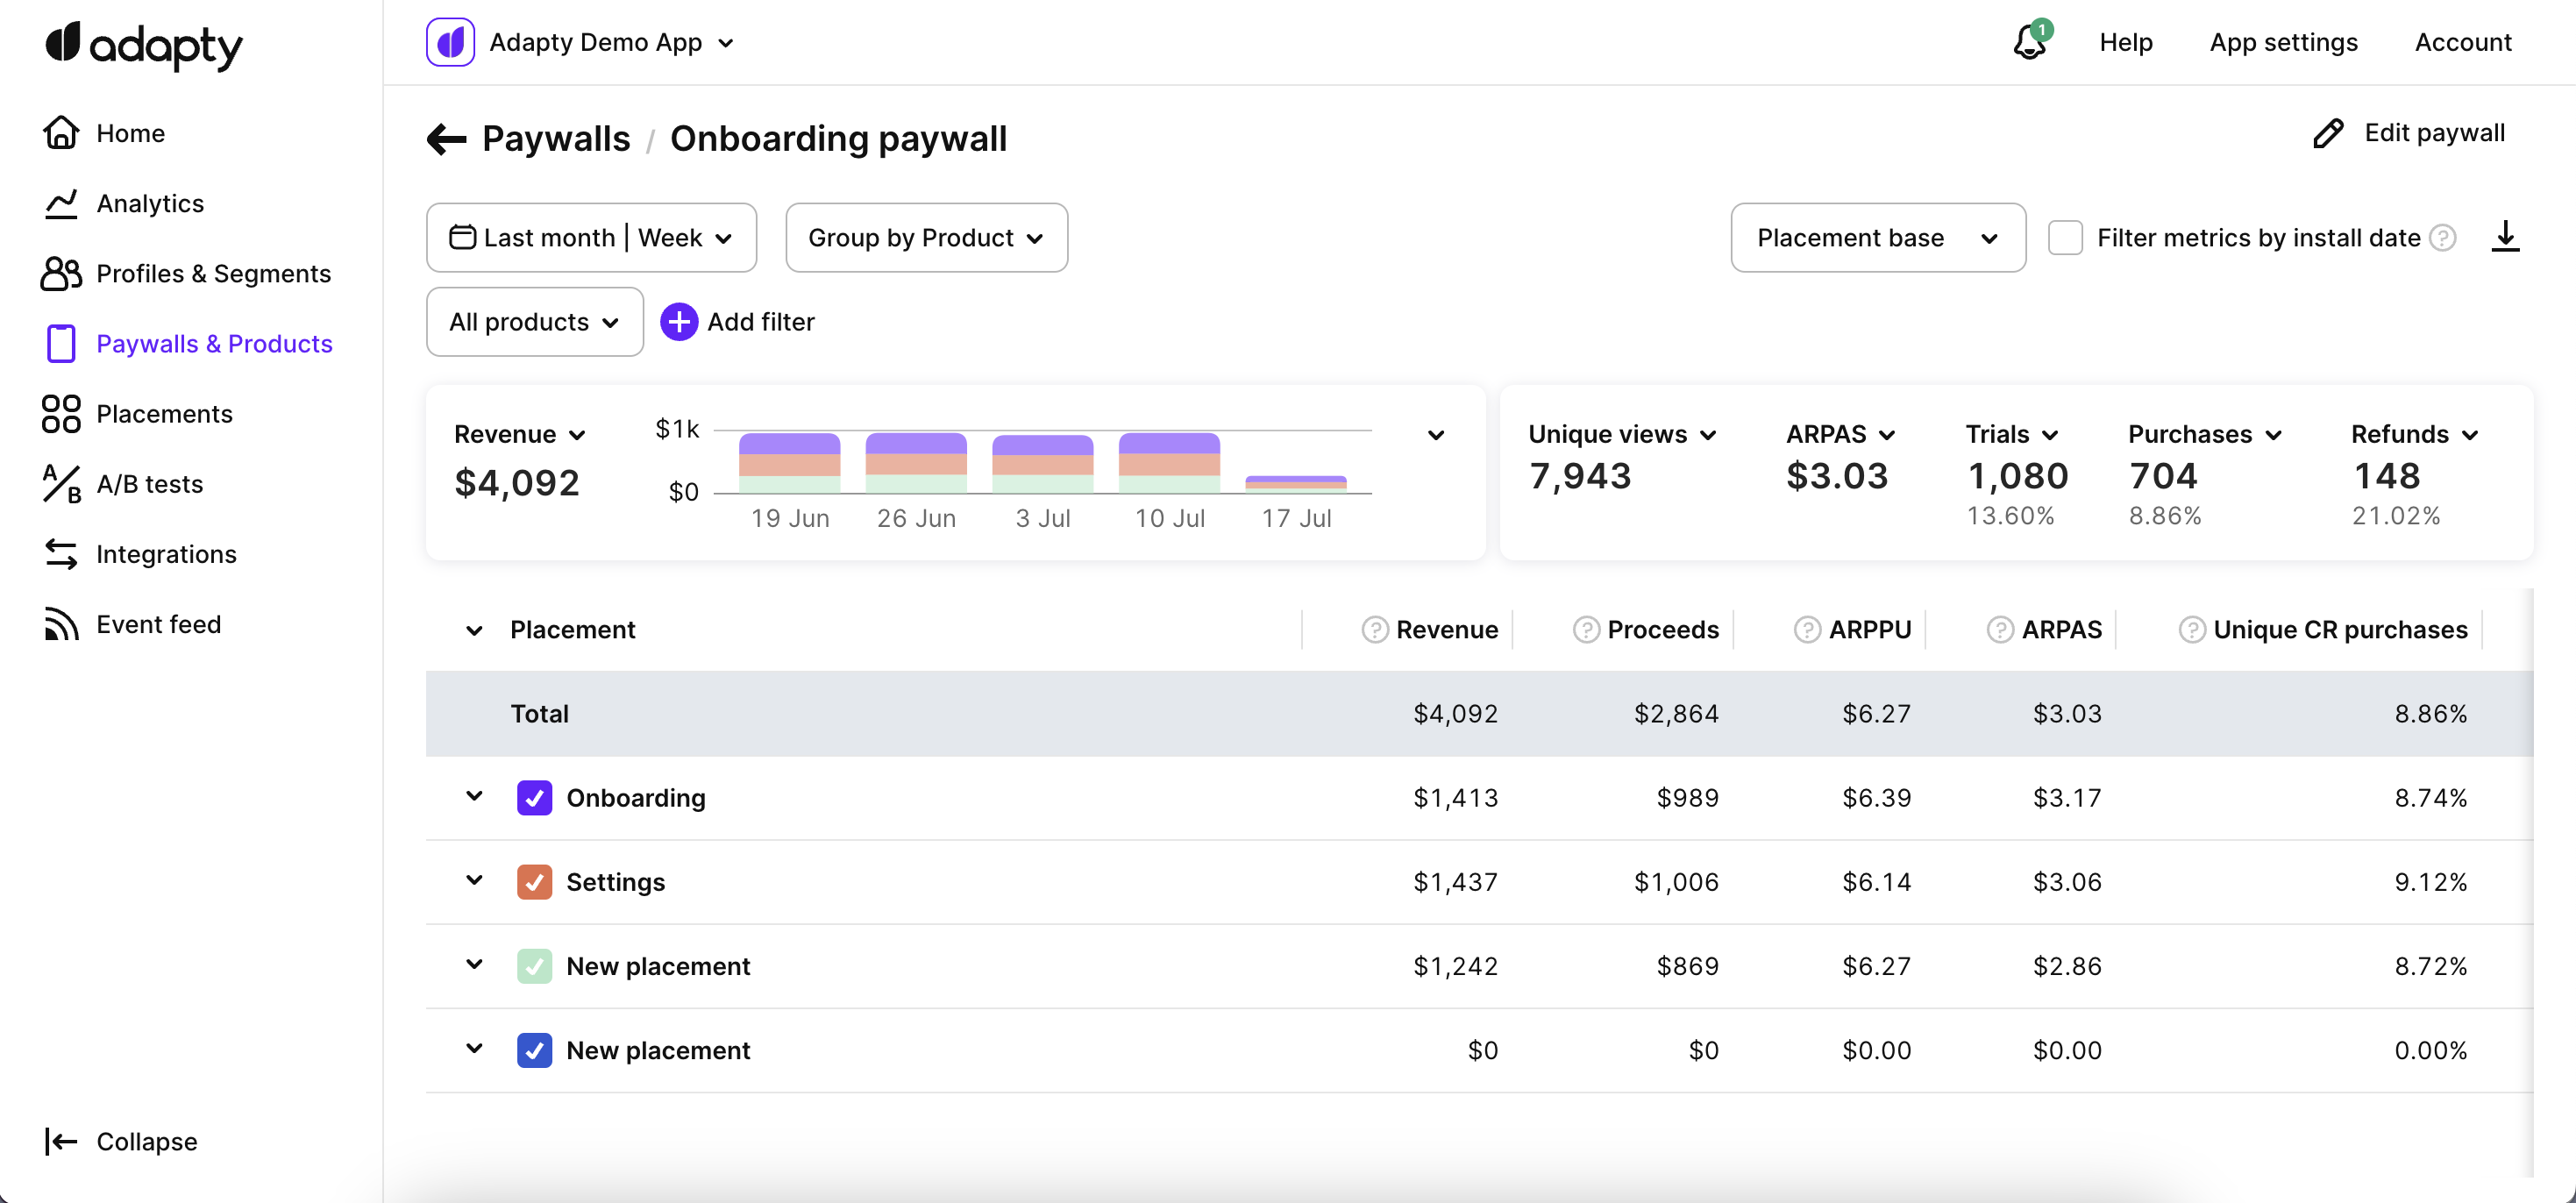 adapty
Adapty Demo App
1
Help
App settings
Account
Home
Analytics
Profiles & Segments
Paywalls & Products
Placements
A/B tests
Integrations
Event feed
Collapse
Paywalls / Onboarding paywall
Edit paywall
Last month | Week
Group by Product
Placement base
Filter metrics by install date ?
All products
Add filter
Revenue
$4,092
$1k
$0
19 Jun 26 Jun 3 Jul 10 Jul 17 Jul
Unique views ARPAS Trials Purchases Refunds
7,943 $3.03 1,080 704 148
13.60% 8.86% 21.02%
Placement ? Revenue ? Proceeds ? ARPPU ? ARPAS ? Unique CR purchases
Total $4,092 $2,864 $6.27 $3.03 8.86%
Onboarding $1,413 $989 $6.39 $3.17 8.74%
Settings $1,437 $1,006 $6.14 $3.06 9.12%
New placement $1,242 $869 $6.27 $2.86 8.72%
New placement $0 $0 $0.00 $0.00 0.00%